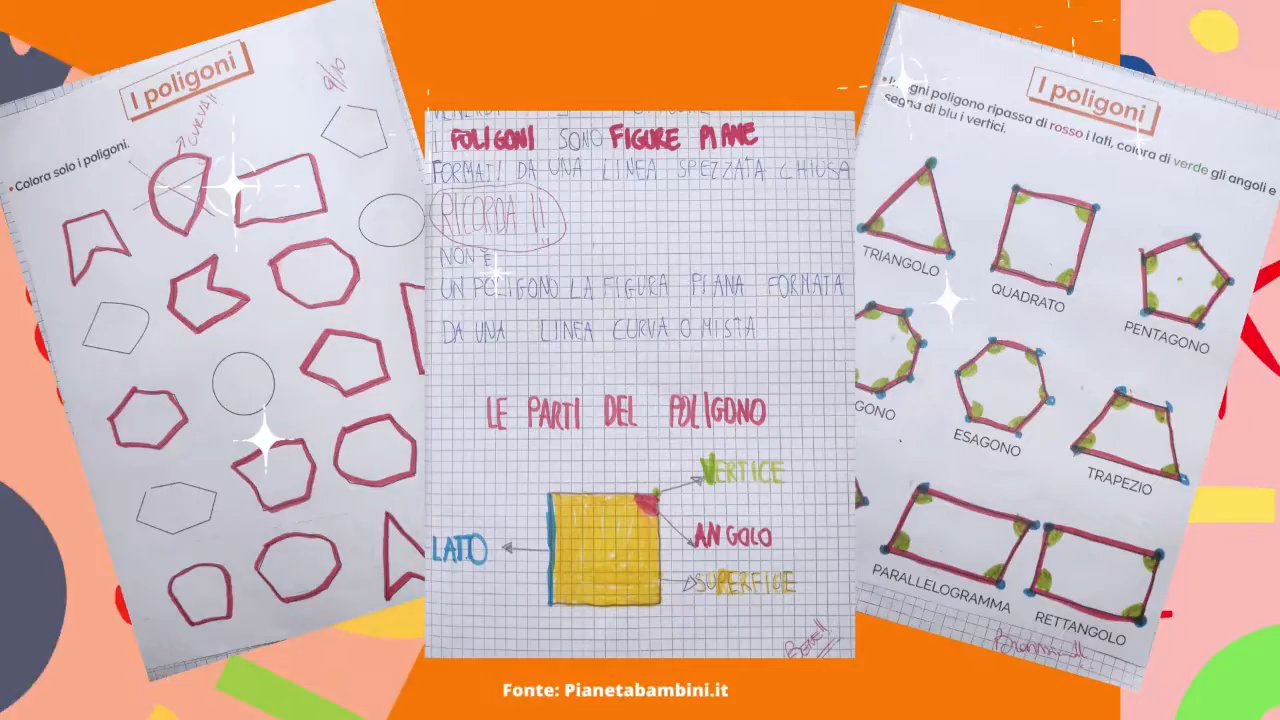 I poligoni
9/10
• Colora solo i poligoni.
CURVA!!
I POLIGONI SONO FIGURE PIANE
FORMATI DA UNA LINEA SPEZZATA CHIUSA
RICORDA !!
NON È
UN POLIGONO LA FIGURA PIANA FORMATA
DA UNA LINEA CURVA O MISTA
LE PARTI DEL POLIGONO
VERTICE
LATO
ANGOLO
SUPERFICIE
BENE!!
I poligoni
• In ogni poligono ripassa di rosso i lati, colora di verde gli angoli e
segna di blu i vertici.
TRIANGOLO
QUADRATO
PENTAGONO
GONO
ESAGONO
TRAPEZIO
PARALLELOGRAMMA
RETTANGOLO
Fonte: Pianetabambini.it